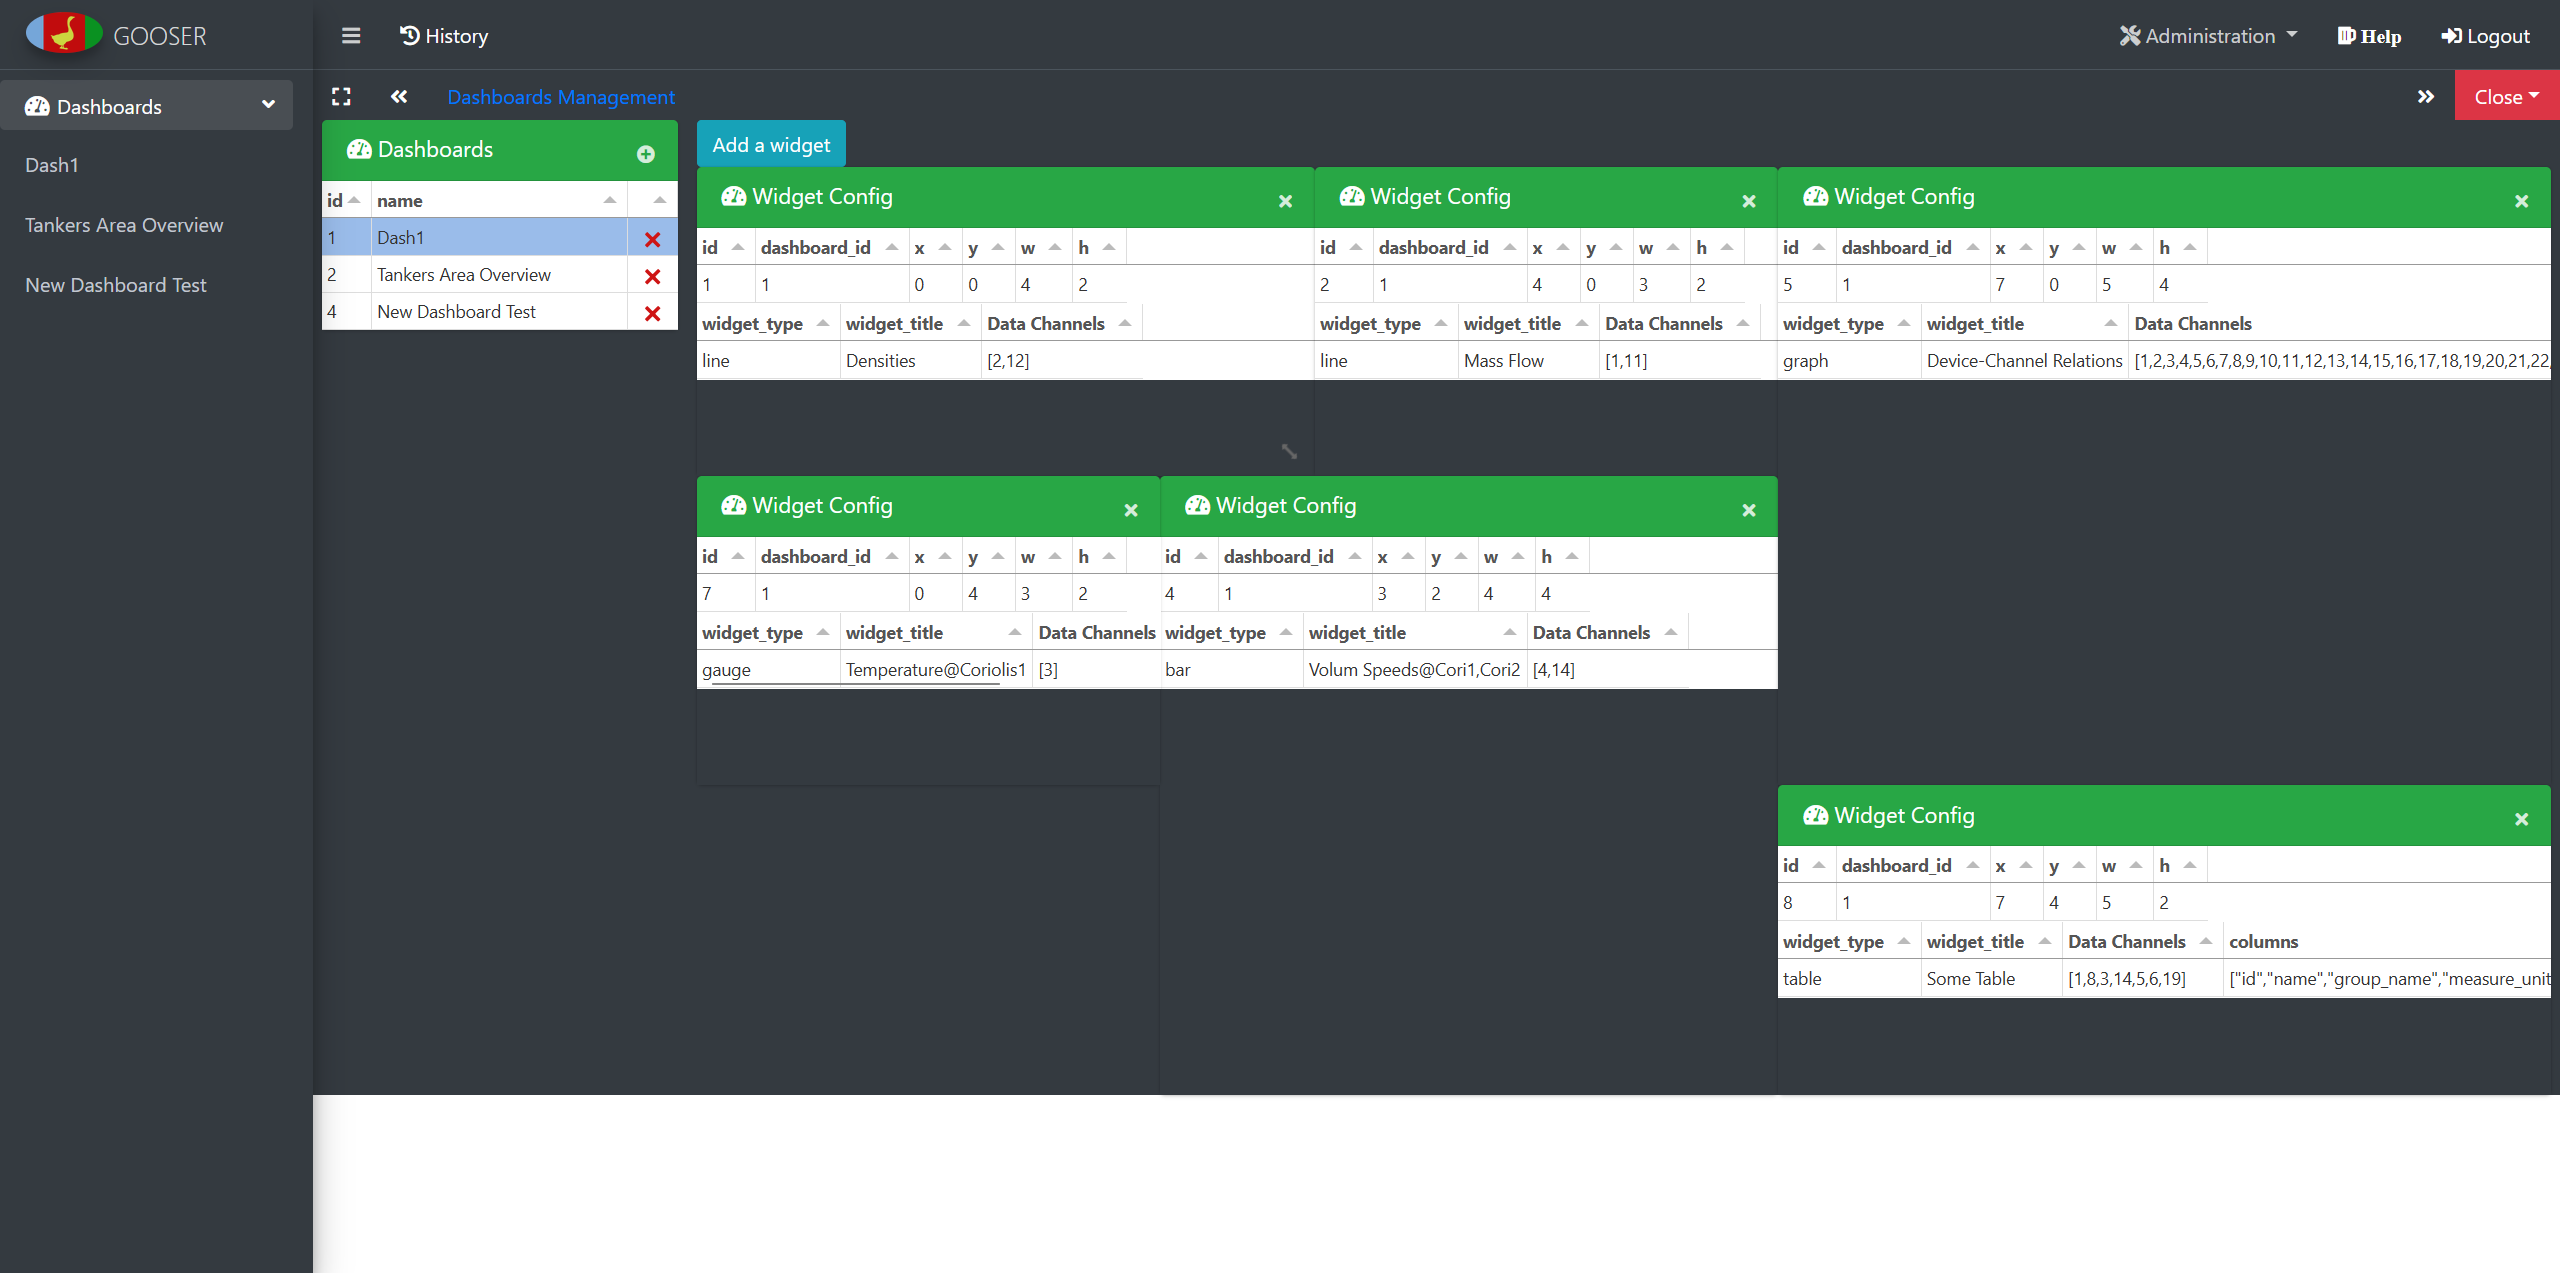 GOOSER
History
Administration
Help
Logout
Dashboards
Dash1
Tankers Area Overview
New Dashboard Test
Dashboards Management
Close
Dashboards
id name
1 Dash1
2 Tankers Area Overview
4 New Dashboard Test
Add a widget
Widget Config
id dashboard_id x y w h
1 1 0 0 4 2
widget_type widget_title Data Channels
line Densities [2,12]
Widget Config
id dashboard_id x y w h
2 1 4 0 3 2
widget_type widget_title Data Channels
line Mass Flow [1,11]
Widget Config
id dashboard_id x y w h
5 1 7 0 5 4
widget_type widget_title Data Channels
graph Device-Channel Relations [1,2,3,4,5,6,7,8,9,10,11,12,13,14,15,16,17,18,19,20,21,22,
Widget Config
id dashboard_id x y w h
7 1 0 4 3 2
widget_type widget_title Data Channels
gauge Temperature@Coriolis1 [3]
Widget Config
id dashboard_id x y w h
4 1 3 2 4 4
widget_type widget_title Data Channels
bar Volum Speeds@Cori1,Cori2 [4,14]
Widget Config
id dashboard_id x y w h
8 1 7 4 5 2
widget_type widget_title Data Channels columns
table Some Table [1,8,3,14,5,6,19] ["id","name","group_name","measure_unit